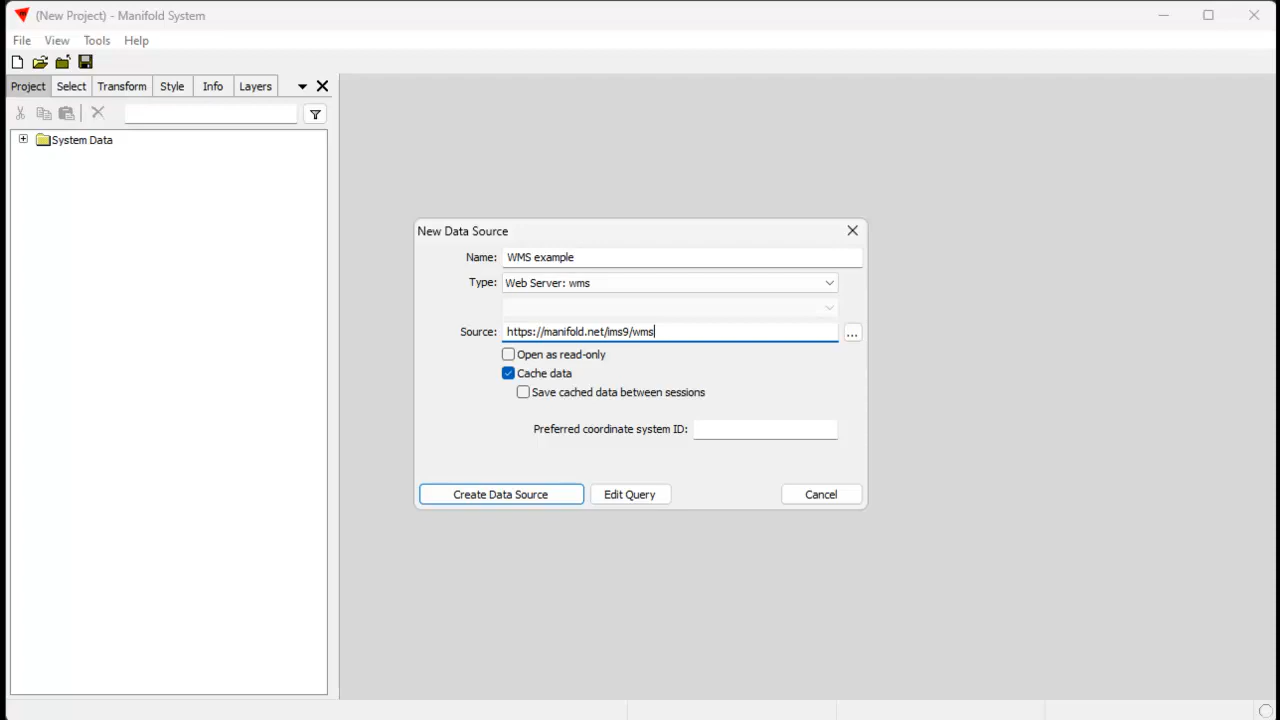 (New Project) - Manifold System
File View Tools Help
Project Select Transform Style Info Layers
System Data
New Data Source
Name: WMS example
Type: Web Server: wms
Source: https://manifold.net/ims9/wms
...
Open as read-only
Cache data
Save cached data between sessions
Preferred coordinate system ID:
Create Data Source Edit Query Cancel